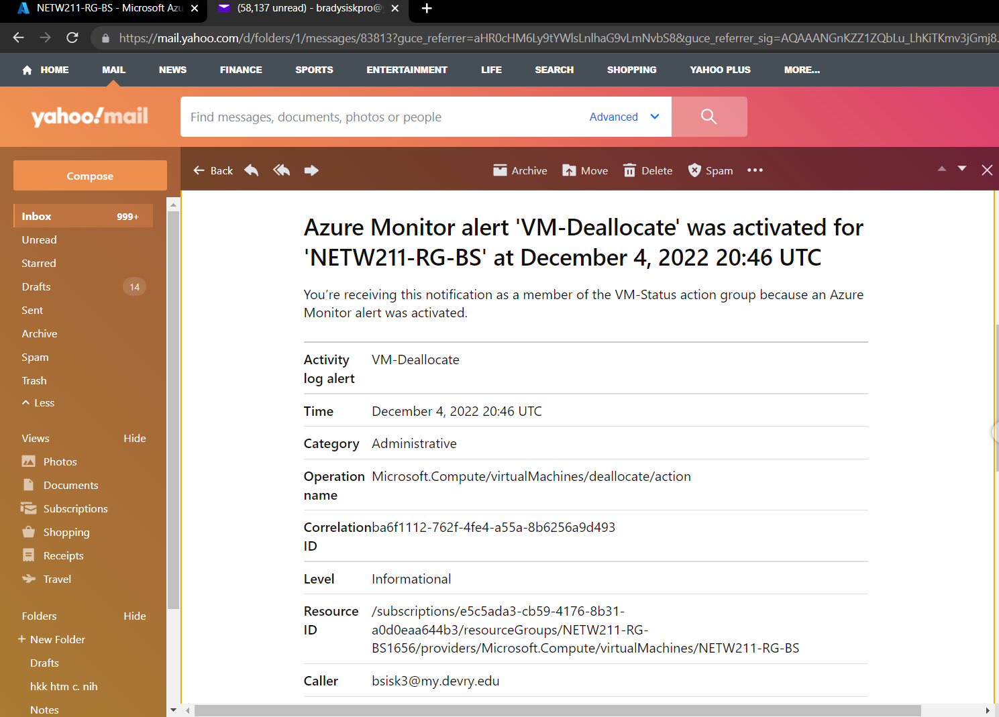 NETW211-RG-BS - Microsoft Azu
(58,137 unread) - bradysiskpro@
https://mail.yahoo.com/d/folders/1/messages/83813?guce_referrer=aHR0cHM6Ly9tYWlsLnlhaG9vLmNvbS8&guce_referrer_sig=AQAAANGnKZZ1ZQbLu_LhKiTKmv3jGmj8.
HOME MAIL NEWS FINANCE SPORTS ENTERTAINMENT LIFE SEARCH SHOPPING YAHOO PLUS MORE...
yahoo!mail
Find messages, documents, photos or people
Advanced
Compose
Back
Archive Move Delete Spam
Inbox 999+
Unread
Starred
Drafts 14
Sent
Archive
Spam
Trash
Less
Views Hide
Photos
Documents
Subscriptions
Shopping
Receipts
Travel
Folders Hide
+ New Folder
Drafts
hkk htm c. nih
Notes
Azure Monitor alert 'VM-Deallocate' was activated for
'NETW211-RG-BS' at December 4, 2022 20:46 UTC
You’re receiving this notification as a member of the VM-Status action group because an Azure
Monitor alert was activated.
Activity VM-Deallocate
log alert
Time December 4, 2022 20:46 UTC
Category Administrative
Operation Microsoft.Compute/virtualMachines/deallocate/action
name
Correlation ba6f1112-762f-4fe4-a55a-8b6256a9d493
ID
Level Informational
Resource /subscriptions/e5c5ada3-cb59-4176-8b31-
ID a0d0eaa644b3/resourceGroups/NETW211-RG-
BS1656/providers/Microsoft.Compute/virtualMachines/NETW211-RG-BS
Caller bsisk3@my.devry.edu